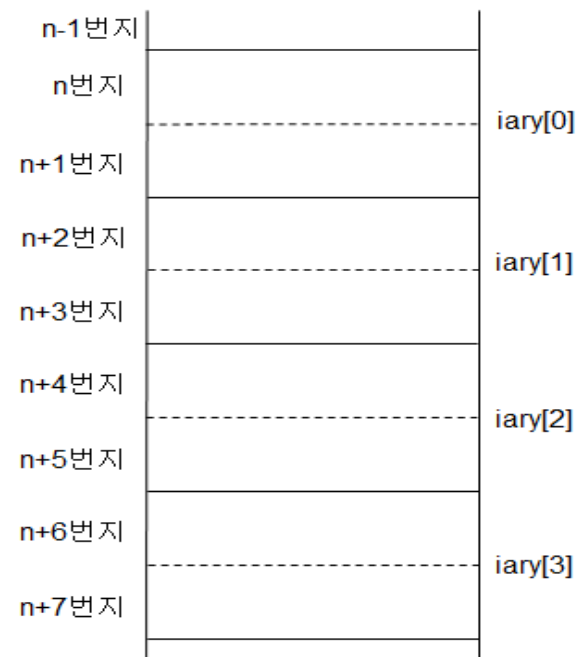 n-1번지
n번지
iary[0]
n+1번지
n+2번지
iary[1]
n+3번지
n+4번지
iary[2]
n+5번지
n+6번지
iary[3]
n+7번지